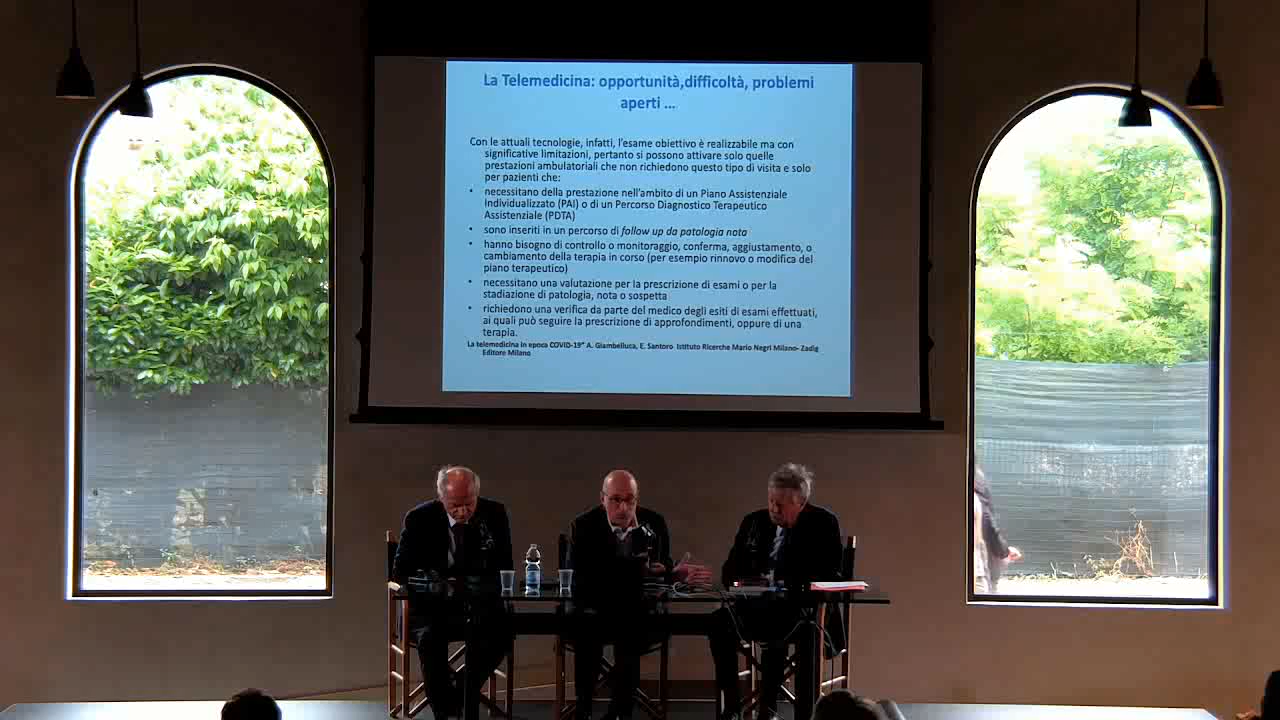 La Telemedicina: opportunità,difficoltà, problemi
aperti ...
Con le attuali tecnologie, infatti, l'esame obiettivo è realizzabile ma con
significative limitazioni, pertanto si possono attivare solo quelle
prestazioni ambulatoriali che non richiedono questo tipo di visita e solo
per pazienti che:
• necessitano della prestazione nell'ambito di un Piano Assistenziale
Individualizzato (PAI) o di un Percorso Diagnostico Terapeutico
Assistenziale (PDTA)
• sono inseriti in un percorso di follow up da patologia nota
• hanno bisogno di controllo o monitoraggio, conferma, aggiustamento, o
cambiamento della terapia in corso (per esempio rinnovo o modifica del
piano terapeutico)
• necessitano una valutazione per la prescrizione di esami o per la
stadiazione di patologia, nota o sospetta
• richiedono una verifica da parte del medico degli esiti di esami effettuati,
ai quali può seguire la prescrizione di approfondimenti, oppure di una
terapia.
La telemedicina in epoca COVID-19" A. Giambelluca, E. Santoro Istituto Ricerche Mario Negri Milano- Zadig
Editore Milano